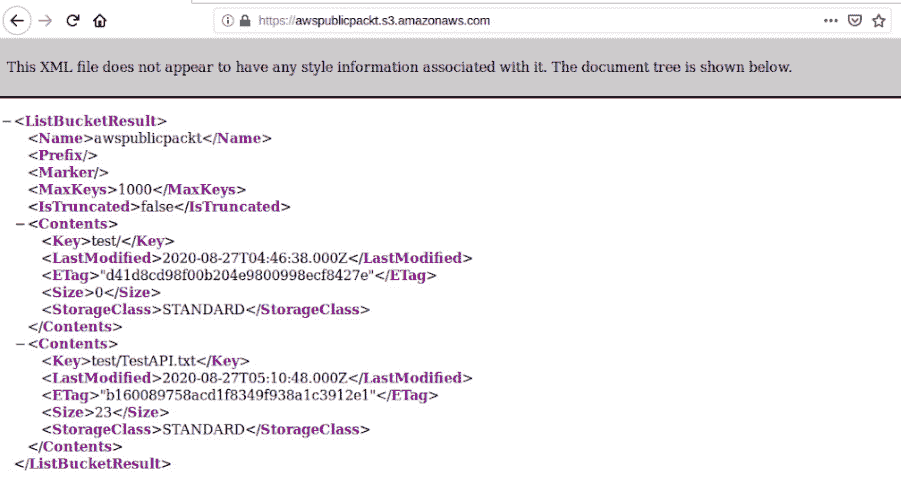 https://awspublicpackt.s3.amazonaws.com
This XML file does not appear to have any style information associated with it. The document tree is shown below.
−<ListBucketResult>
<Name>awspublicpackt</Name>
<Prefix/>
<Marker/>
<MaxKeys>1000</MaxKeys>
<IsTruncated>false</IsTruncated>
−<Contents>
<Key>test/</Key>
<LastModified>2020-08-27T04:46:38.000Z</LastModified>
<ETag>"d41d8cd98f00b204e9800998ecf8427e"</ETag>
<Size>0</Size>
<StorageClass>STANDARD</StorageClass>
</Contents>
−<Contents>
<Key>test/TestAPI.txt</Key>
<LastModified>2020-08-27T05:10:48.000Z</LastModified>
<ETag>"b160089758acd1f8349f938a1c3912e1"</ETag>
<Size>23</Size>
<StorageClass>STANDARD</StorageClass>
</Contents>
</ListBucketResult>